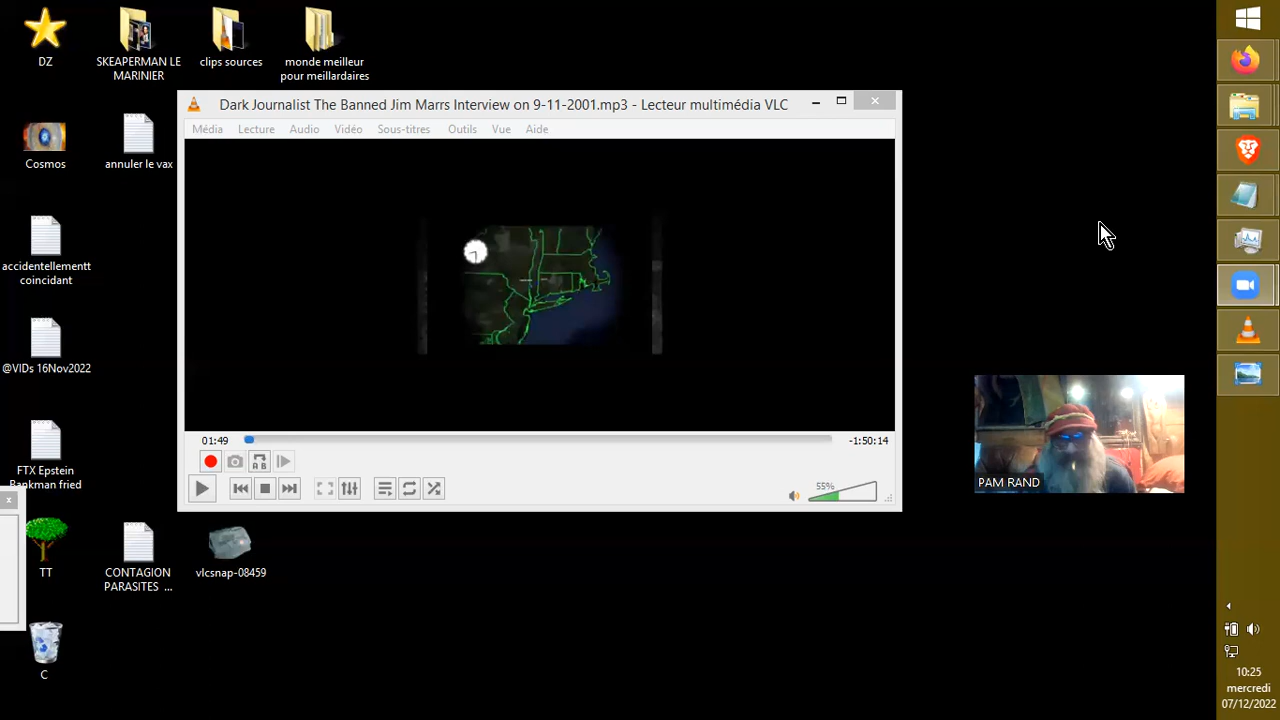 DZ
SKEAPERMAN LE
MARINIER
clips sources
monde meilleur
pour meillardaires
Dark Journalist The Banned Jim Marrs Interview on 9-11-2001.mp3 - Lecteur multimédia VLC
Média Lecture Audio Vidéo Sous-titres Outils Vue Aide
Cosmos
annuler le vax
accidentellementt
coincidant
@VIDs 16Nov2022
01:49
-1:50:14
55%
FTX Epstein
Bankman fried
PAM RAND
TT
CONTAGION
PARASITES ...
vlcsnap-08459
C
10:25
mercredi
07/12/2022